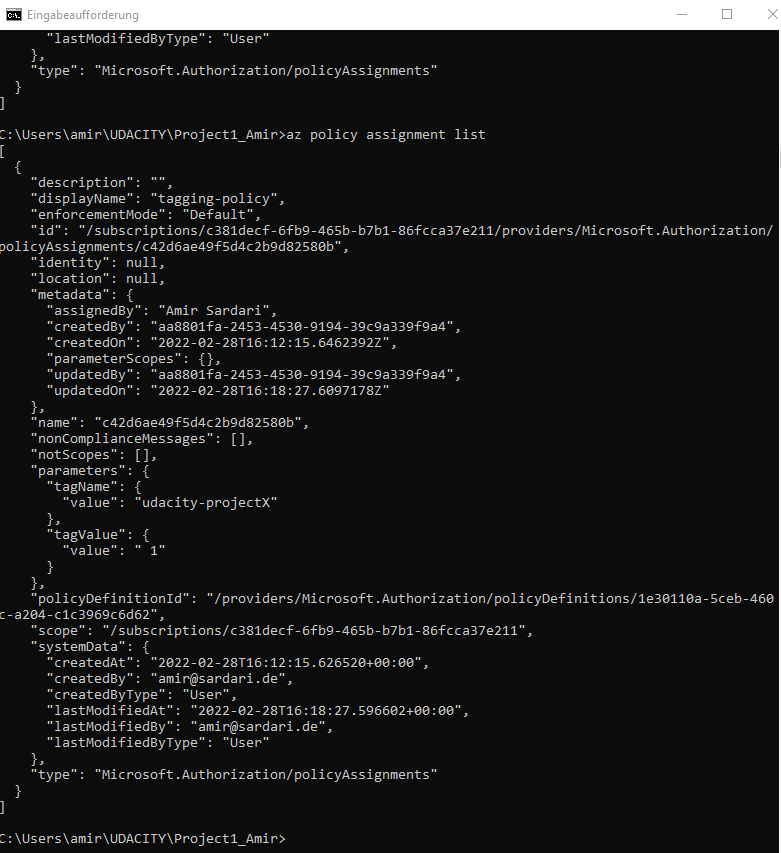 Eingabeaufforderung
"lastModifiedByType": "User"
},
"type": "Microsoft.Authorization/policyAssignments"
}
]
C:\Users\amir\UDACITY\Project1_Amir>az policy assignment list
[
{
"description": "",
"displayName": "tagging-policy",
"enforcementMode": "Default",
"id": "/subscriptions/c381decf-6fb9-465b-b7b1-86fcca37e211/providers/Microsoft.Authorization/
policyAssignments/c42d6ae49f5d4c2b9d82580b",
"identity": null,
"location": null,
"metadata": {
"assignedBy": "Amir Sardari",
"createdBy": "aa8801fa-2453-4530-9194-39c9a339f9a4",
"createdOn": "2022-02-28T16:12:15.6462392Z",
"parameterScopes": {},
"updatedBy": "aa8801fa-2453-4530-9194-39c9a339f9a4",
"updatedOn": "2022-02-28T16:18:27.6097178Z"
},
"name": "c42d6ae49f5d4c2b9d82580b",
"nonComplianceMessages": [],
"notScopes": [],
"parameters": {
"tagName": {
"value": "udacity-projectX"
},
"tagValue": {
"value": " 1"
}
},
"policyDefinitionId": "/providers/Microsoft.Authorization/policyDefinitions/1e30110a-5ceb-460
c-a204-c1c3969c6d62",
"scope": "/subscriptions/c381decf-6fb9-465b-b7b1-86fcca37e211",
"systemData": {
"createdAt": "2022-02-28T16:12:15.626520+00:00",
"createdBy": "amir@sardari.de",
"createdByType": "User",
"lastModifiedAt": "2022-02-28T16:18:27.596602+00:00",
"lastModifiedBy": "amir@sardari.de",
"lastModifiedByType": "User"
},
"type": "Microsoft.Authorization/policyAssignments"
}
]
C:\Users\amir\UDACITY\Project1_Amir>